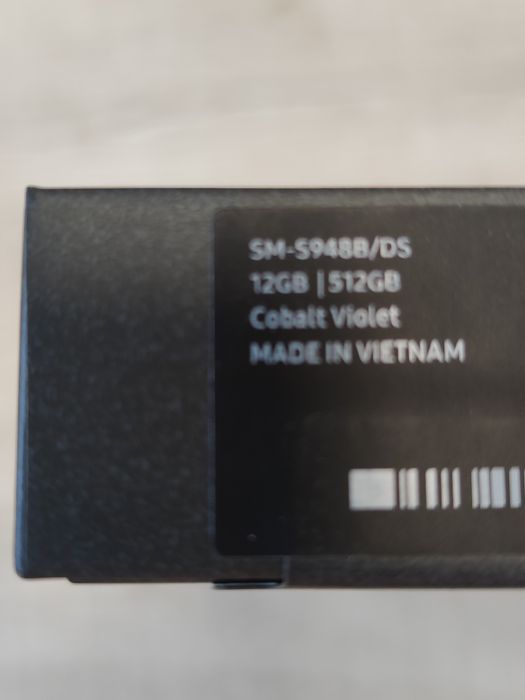 SM-S948B/DS
12GB | 512GB
Cobalt Violet
MADE IN VIETNAM